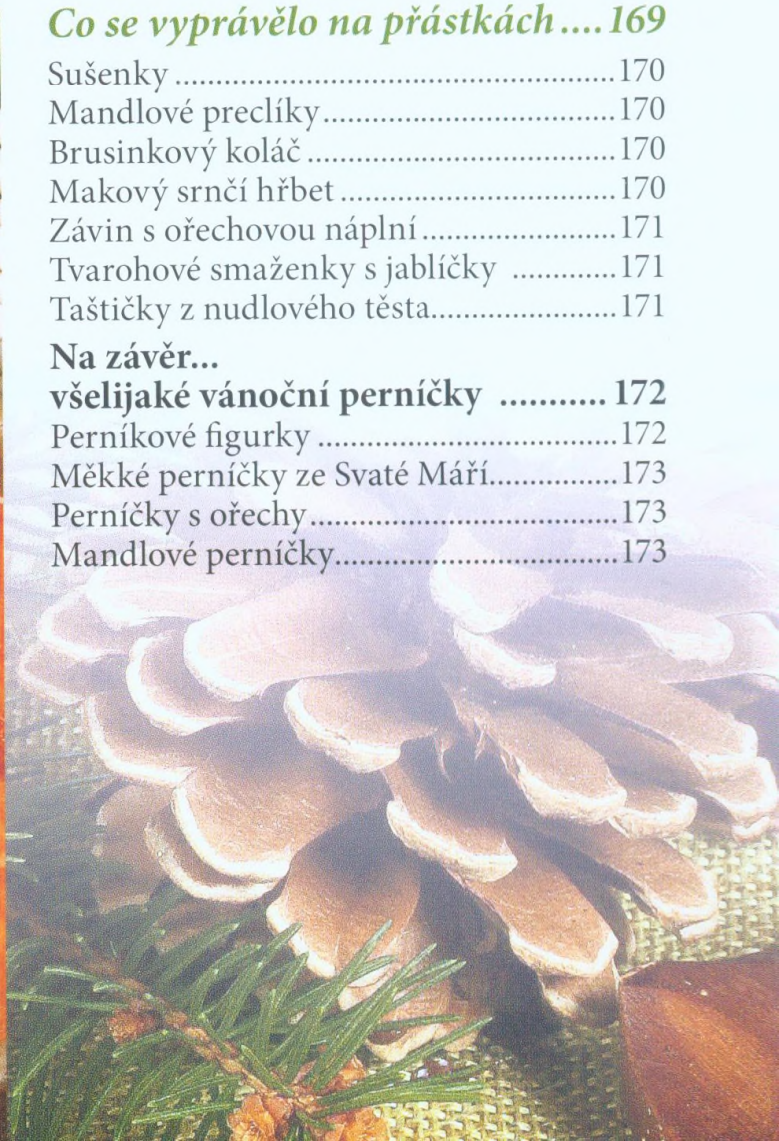 Co se vyprávělo na přástkách .... 169
Sušenky ................................................ 170
Mandlové preclíky................................ 170
Brusinkový koláč .................................. 170
Makový srnčí hřbet .............................. 170
Závin s ořechovou náplní ..................... 171
Tvarohové smaženky s jablíčky ........... 171
Taštičky z nudlového těsta.................... 171
Na závěr...
všelijaké vánoční perníčky ........... 172
Perníkové figurky ................................. 172
Měkké perníčky ze Svaté Máří.............. 173
Perníčky s ořechy .................................. 173
Mandlové perníčky............................... 173